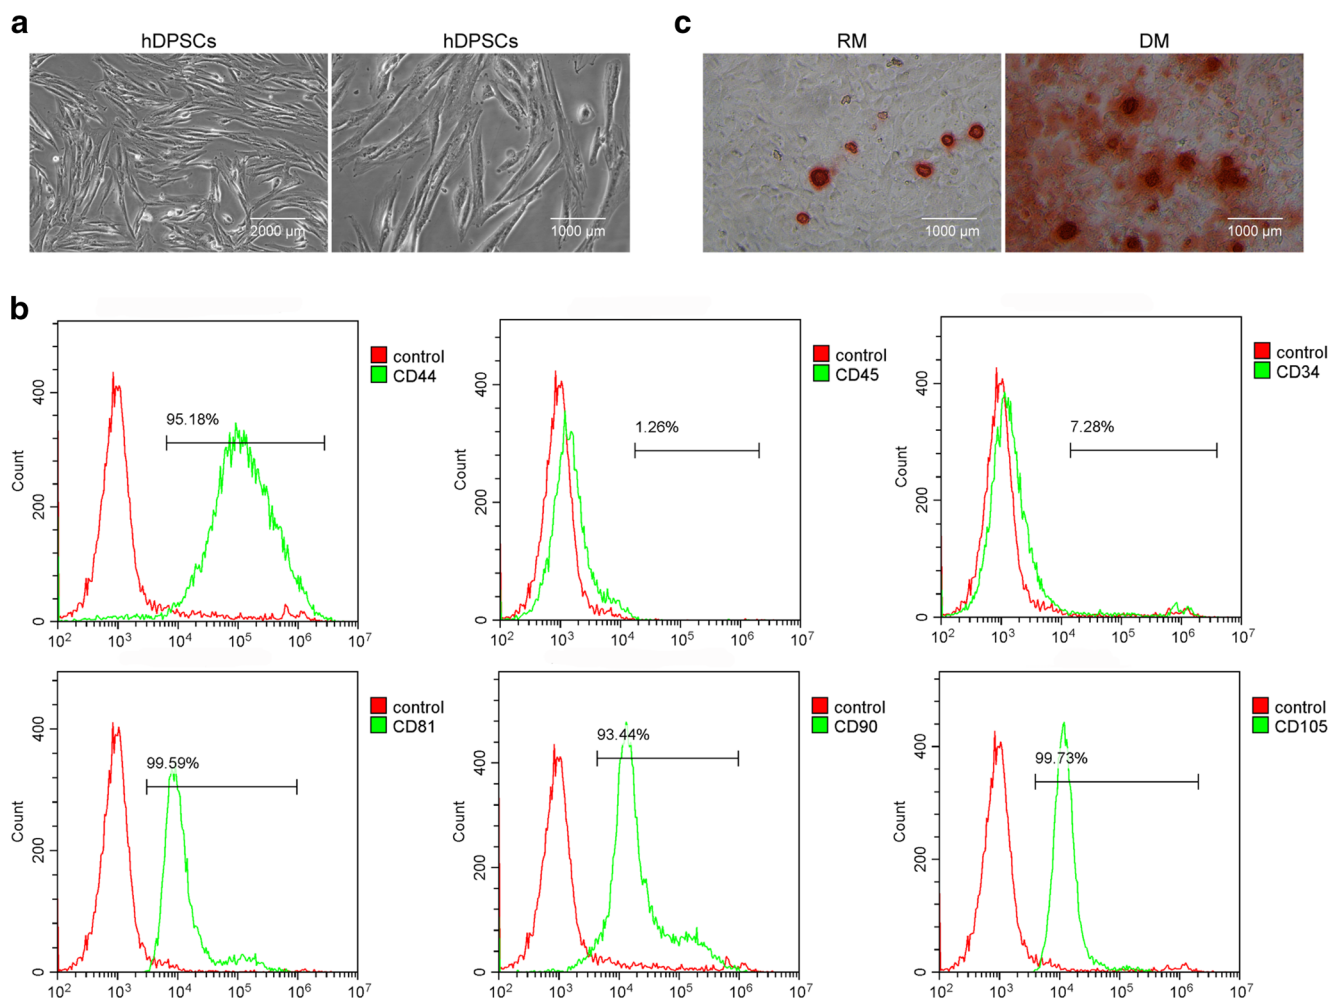 a
hDPSCs
hDPSCs
2000 µm
1000 µm
c
RM
DM
1000 µm
1000 µm
b
Count
400
200
0
10² 10³ 10⁴ 10⁵ 10⁶ 10⁷
95.18%
control
CD44
Count
400
200
0
10² 10³ 10⁴ 10⁵ 10⁶ 10⁷
1.26%
control
CD45
Count
400
200
0
10² 10³ 10⁴ 10⁵ 10⁶ 10⁷
7.28%
control
CD34
Count
400
200
0
10² 10³ 10⁴ 10⁵ 10⁶ 10⁷
99.59%
control
CD81
Count
400
200
0
10² 10³ 10⁴ 10⁵ 10⁶ 10⁷
93.44%
control
CD90
Count
400
200
0
10² 10³ 10⁴ 10⁵ 10⁶ 10⁷
99.73%
control
CD105